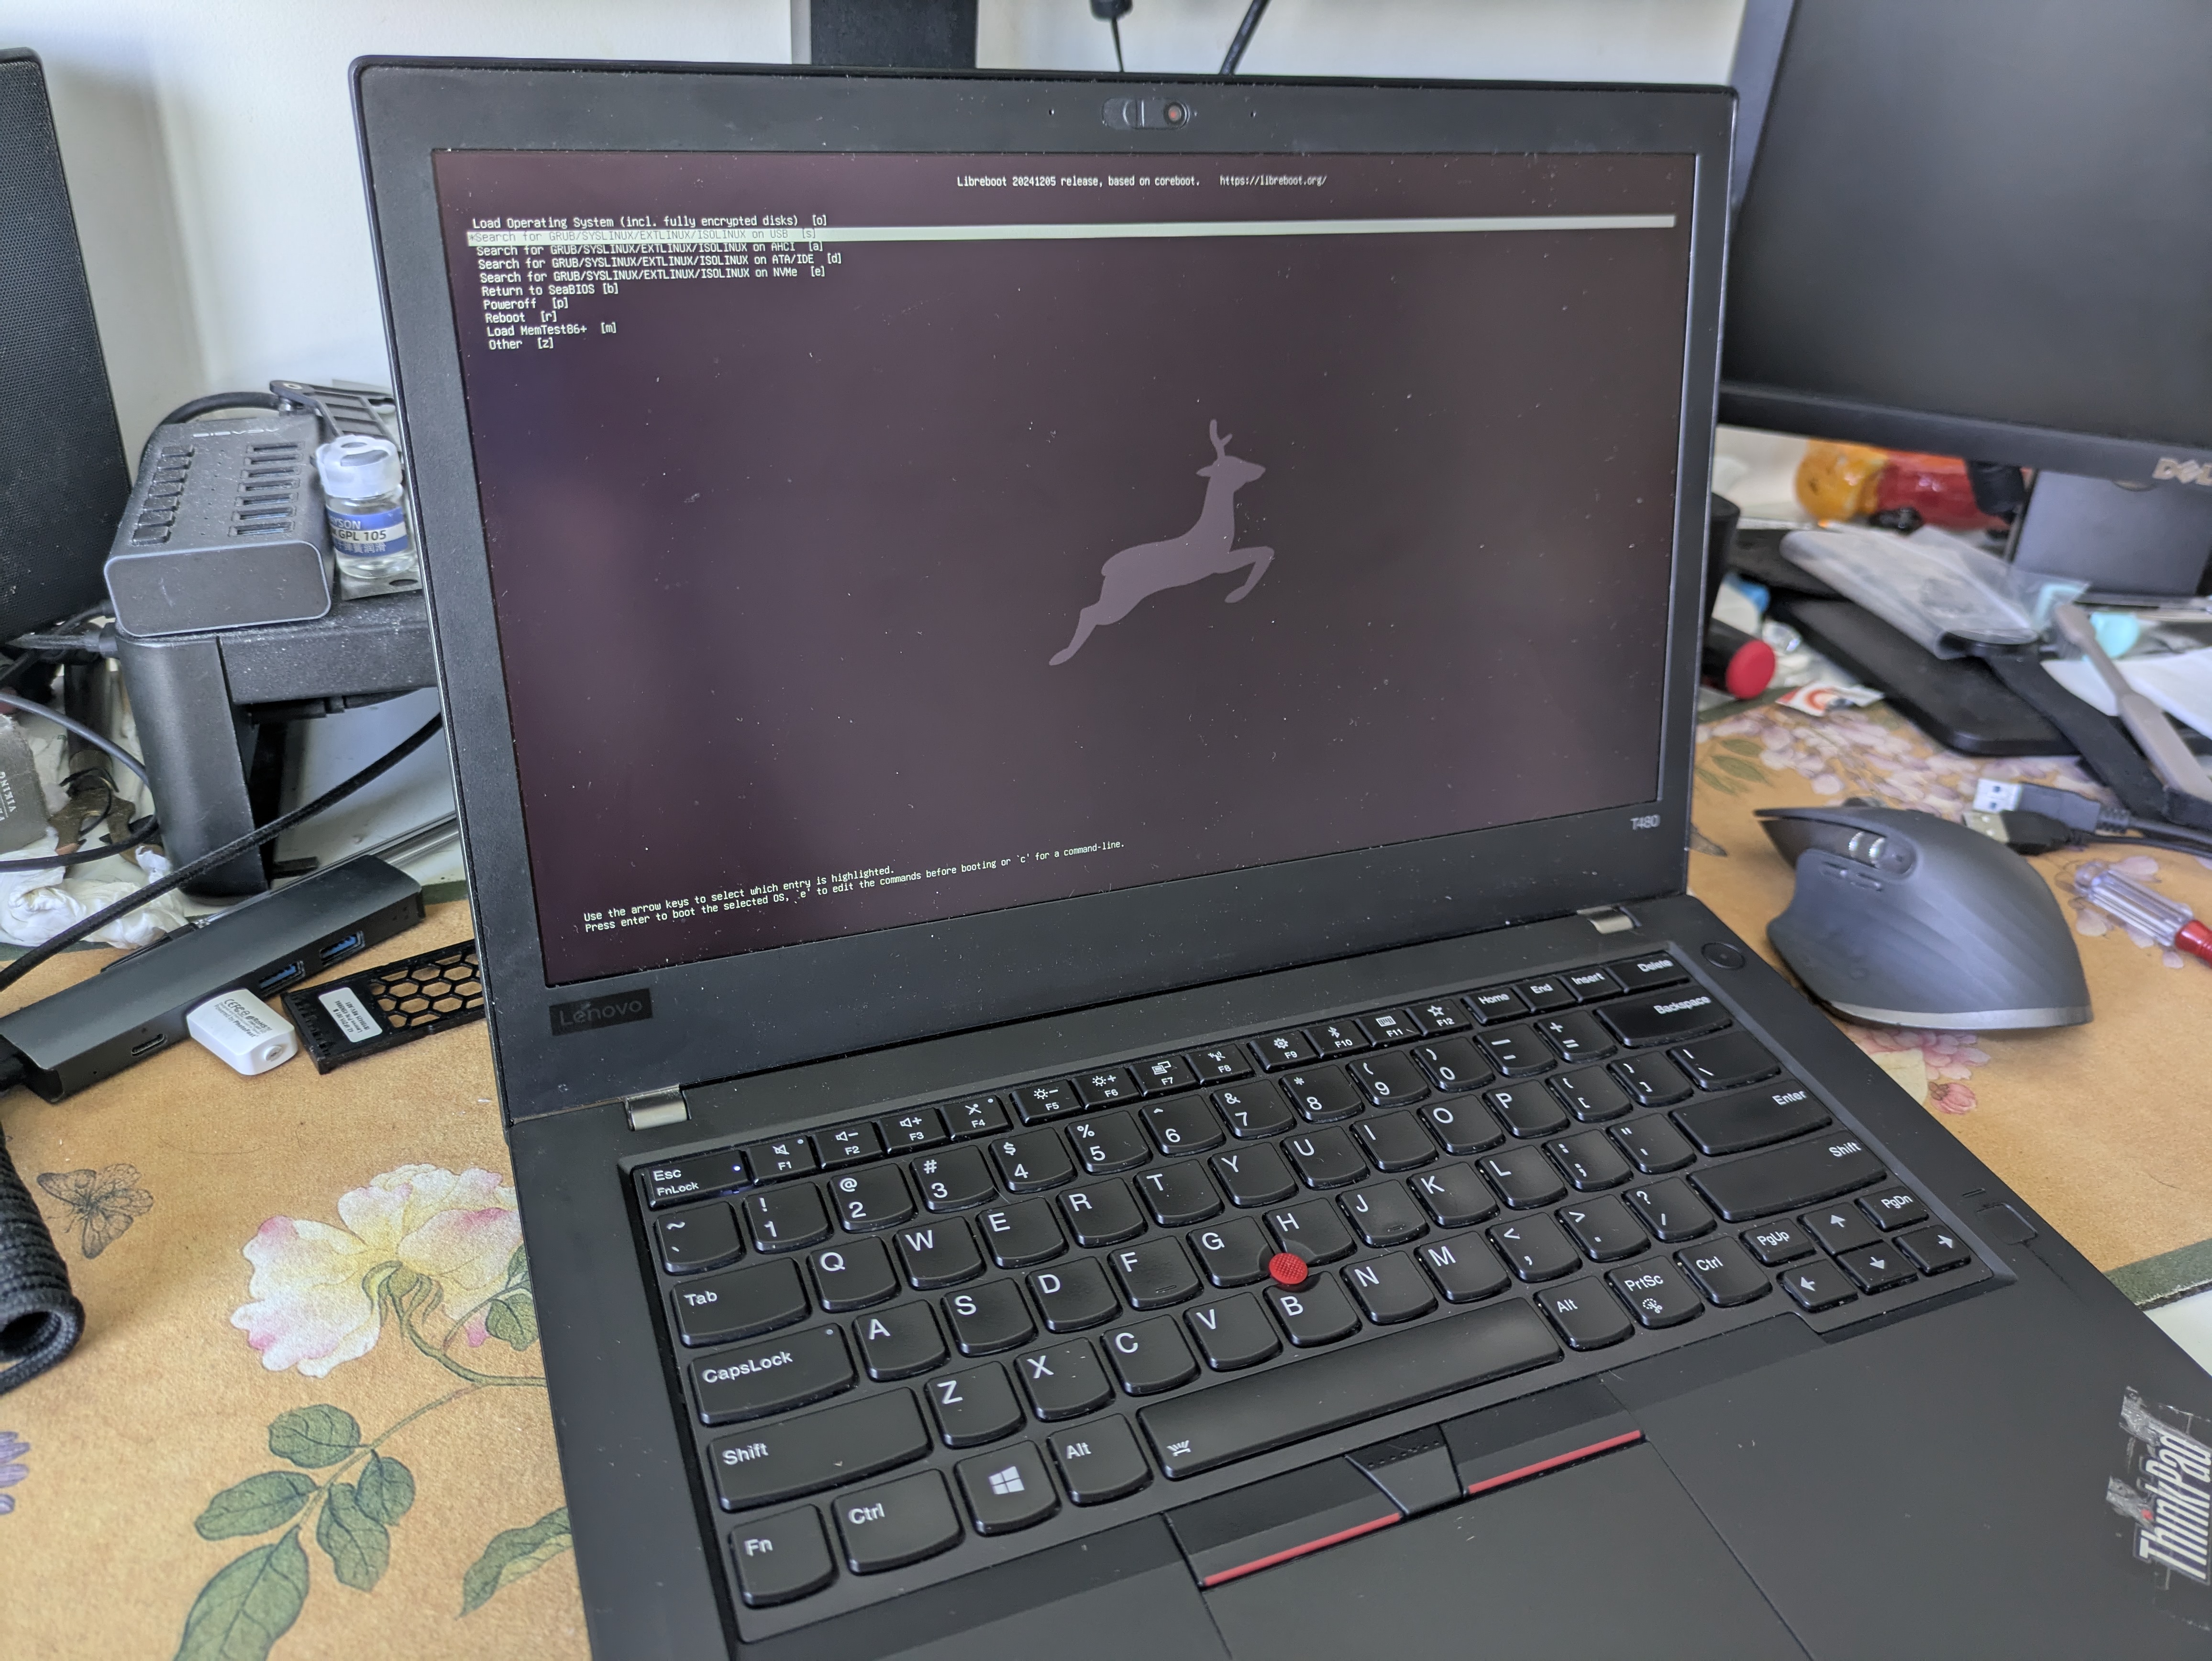 Libreboot 20241205 release, based on coreboot. https://libreboot.org/
Load Operating System (incl. fully encrypted disks) [o]
*Search for GRUB/SYSLINUX/EXTLINUX/ISOLINUX on USB [s]
Search for GRUB/SYSLINUX/EXTLINUX/ISOLINUX on AHCI [a]
Search for GRUB/SYSLINUX/EXTLINUX/ISOLINUX on ATA/IDE [d]
Search for GRUB/SYSLINUX/EXTLINUX/ISOLINUX on NVMe [e]
Return to SeaBIOS [b]
Poweroff [p]
Reboot [r]
Load MemTest86+ [m]
Other [z]
Use the arrow keys to select which entry is highlighted.
Press enter to boot the selected OS, `e' to edit the commands before booting or `c' for a command-line.
T480
Lenovo
DELL
GPL 105
VIKING
Esc F1 F2 F3 F4 F5 F6 F7 F8 F9 F10 F11 F12 Home End Insert Delete
FnLock
~ ` ! 1 @ 2 # 3 $ 4 % 5 ^ 6 & 7 * 8 ( 9 ) 0 — - + = Backspace
Tab Q W E R T Y U I O P { [ } ] | \
CapsLock A S D F G H J K L : ; " ' Enter
Shift Z X C V B N M < , > . ? / Shift
Fn Ctrl Alt Alt PrtSc Ctrl PgUp PgDn
ThinkPad